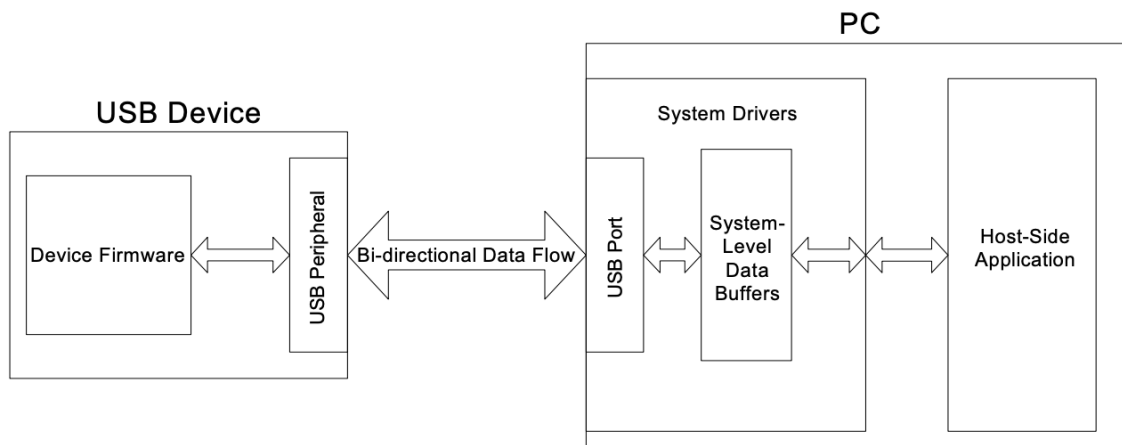 PC
USB Device
System Drivers
Device Firmware
USB Peripheral
Bi-directional Data Flow
USB Port
System-
Level
Data
Buffers
Host-Side
Application